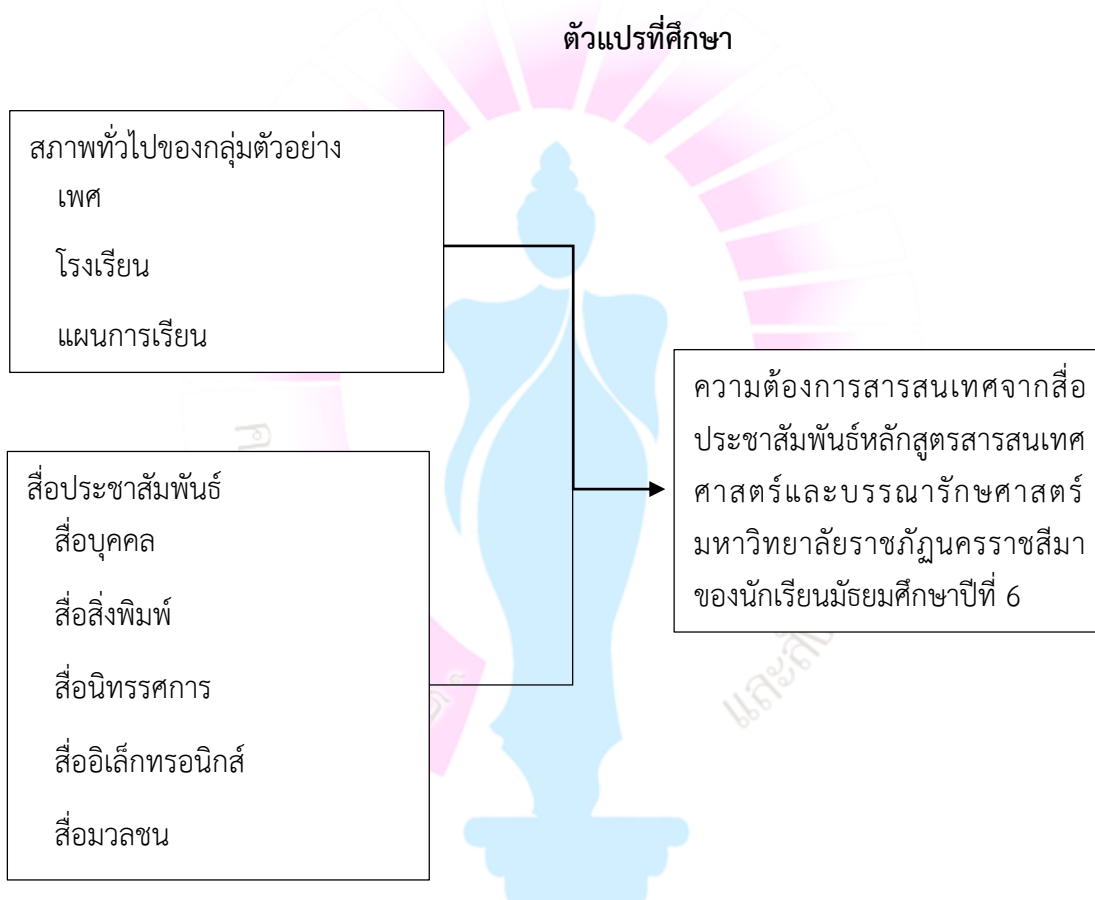 ตัวแปรที่ศึกษา
สภาพทั่วไปของกลุ่มตัวอย่าง
เพศ
โรงเรียน
แผนการเรียน
สื่อประชาสัมพันธ์
สื่อบุคคล
สื่อสิ่งพิมพ์
สื่อนิทรรศการ
สื่ออิเล็กทรอนิกส์
สื่อมวลชน
ความต้องการสารสนเทศจากสื่อ
ประชาสัมพันธ์หลักสูตรสารสนเทศ
ศาสตร์และบรรณารักษศาสตร์
มหาวิทยาลัยราชภัฏนครราชสีมา
ของนักเรียนมัธยมศึกษาปีที่ 6